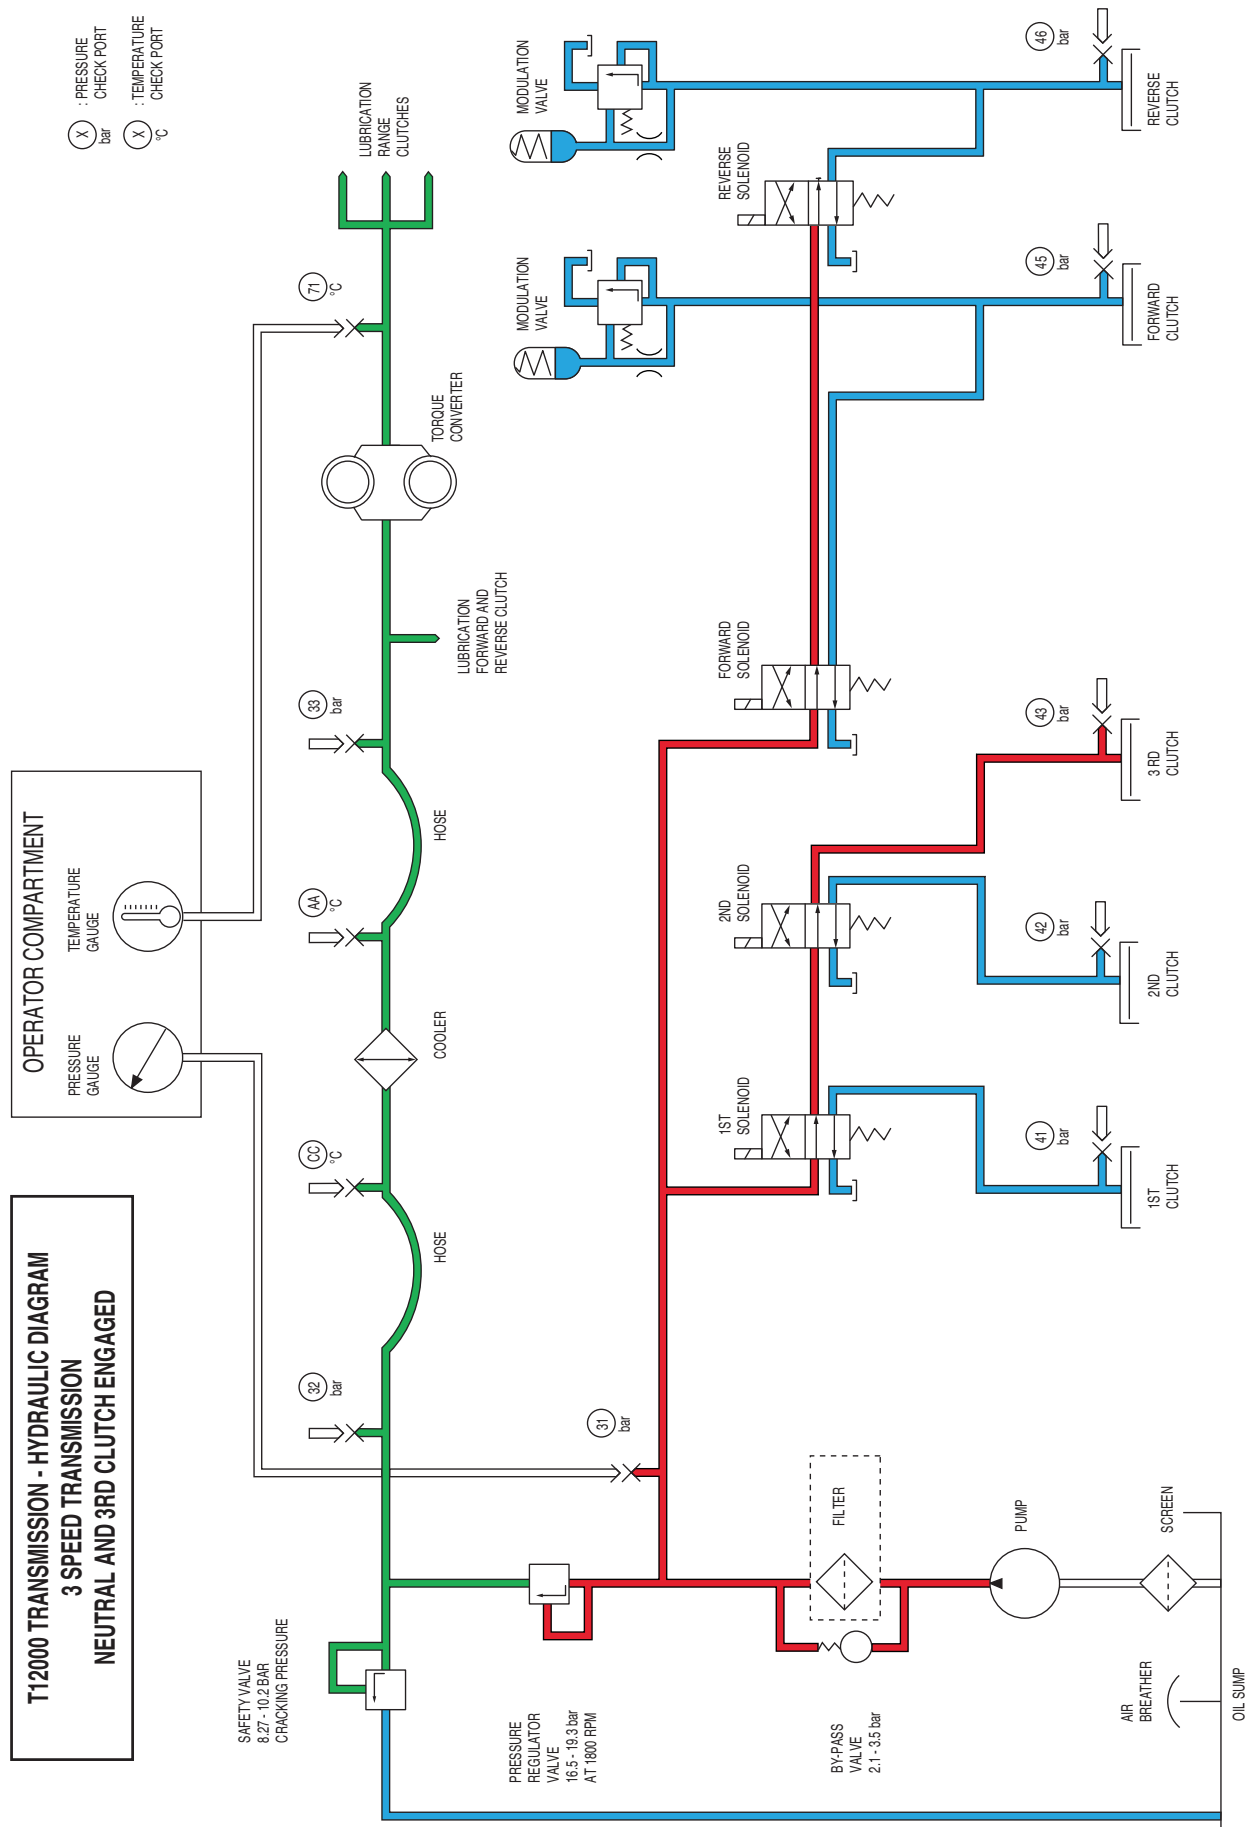 T12000 TRANSMISSION - HYDRAULIC DIAGRAM
3 SPEED TRANSMISSION
NEUTRAL AND 3RD CLUTCH ENGAGED
OPERATOR COMPARTMENT
PRESSURE
GAUGE
TEMPERATURE
GAUGE
X
bar
: PRESSURE
CHECK PORT
X
°C
: TEMPERATURE
CHECK PORT
SAFETY VALVE
8.27 - 10.2 BAR
CRACKING PRESSURE
32
bar
HOSE
CC
°C
COOLER
AA
°C
HOSE
33
bar
LUBRICATION
FORWARD AND
REVERSE CLUTCH
TORQUE
CONVERTER
71
°C
LUBRICATION
RANGE
CLUTCHES
PRESSURE
REGULATOR
VALVE
16.5 - 19.3 bar
AT 1800 RPM
31
bar
MODULATION
VALVE
MODULATION
VALVE
1ST
SOLENOID
2ND
SOLENOID
FORWARD
SOLENOID
REVERSE
SOLENOID
BY-PASS
VALVE
2.1 - 3.5 bar
FILTER
PUMP
41
bar
42
bar
43
bar
45
bar
46
bar
AIR
BREATHER
SCREEN
1ST
CLUTCH
2ND
CLUTCH
3 RD
CLUTCH
FORWARD
CLUTCH
REVERSE
CLUTCH
OIL SUMP